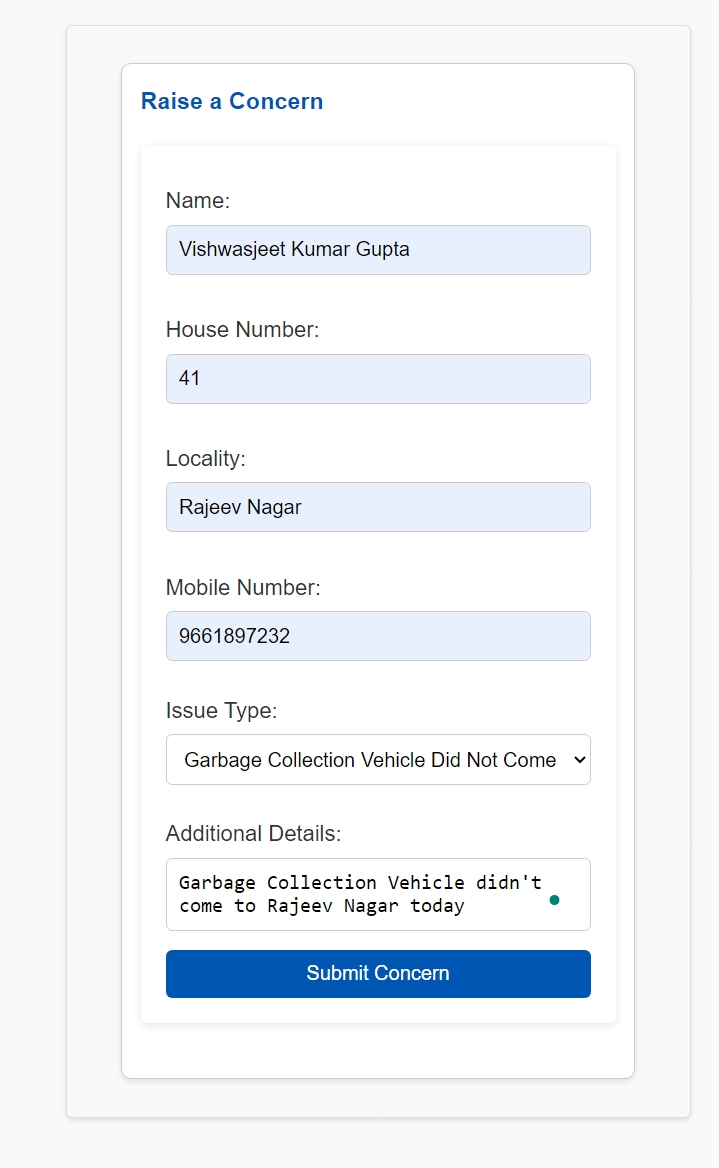 Raise a Concern
Name:
Vishwasjeet Kumar Gupta
House Number:
41
Locality:
Rajeev Nagar
Mobile Number:
9661897232
Issue Type:
Garbage Collection Vehicle Did Not Come
Additional Details:
Garbage Collection Vehicle didn't
come to Rajeev Nagar today
Submit Concern